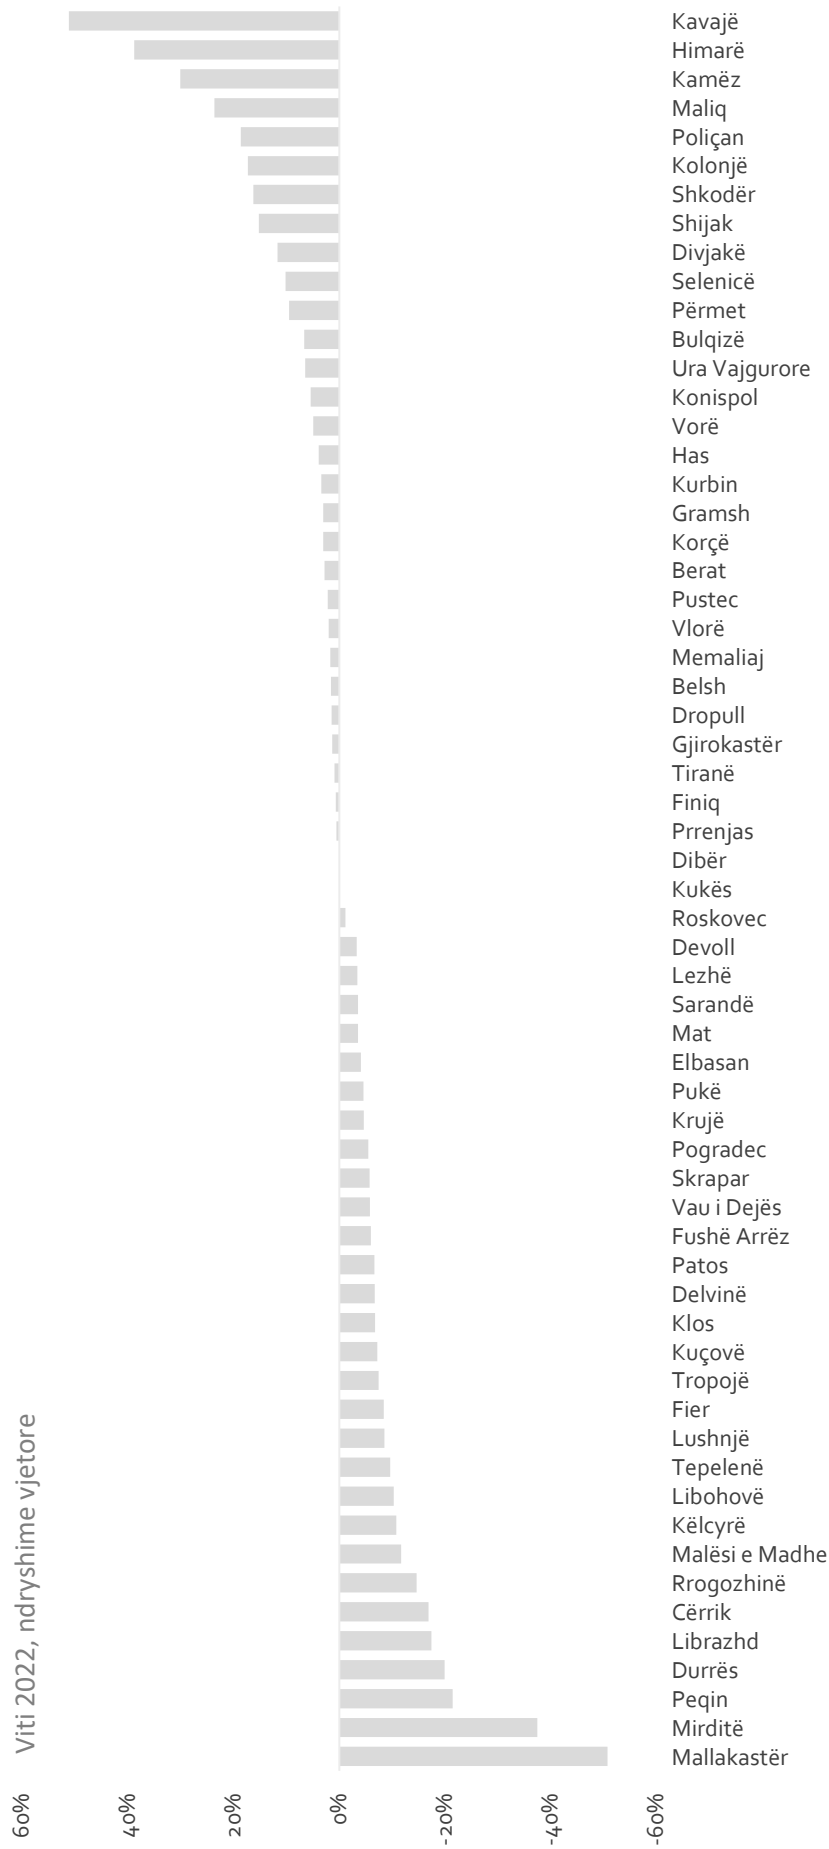 Kavajë
Himarë
Kamëz
Maliq
Poliçan
Kolonjë
Shkodër
Shijak
Divjakë
Selenicë
Përmet
Bulqizë
Ura Vajgurore
Konispol
Vorë
Has
Kurbin
Gramsh
Korçë
Berat
Pustec
Vlorë
Memaliaj
Belsh
Dropull
Gjirokastër
Tiranë
Finiq
Prrenjas
Dibër
Kukës
Roskovec
Devoll
Lezhë
Sarandë
Mat
Elbasan
Pukë
Krujë
Pogradec
Skrapar
Vau i Dejës
Fushë Arrëz
Patos
Delvinë
Klos
Kuçovë
Tropojë
Fier
Lushnjë
Tepelenë
Libohovë
Këlcyrë
Malësi e Madhe
Rrogozhinë
Cërrik
Librazhd
Durrës
Peqin
Mirditë
Mallakastër
Viti 2022, ndryshime vjetore
60%
40%
20%
0%
-20%
-40%
-60%